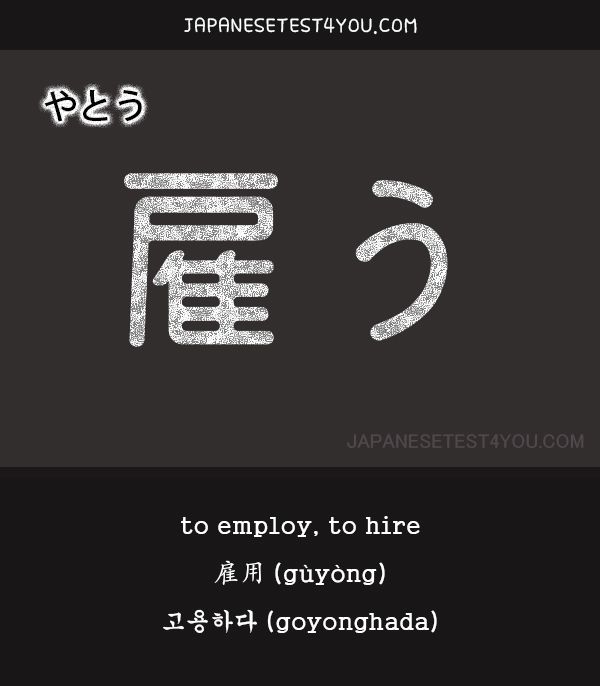 JAPANESETEST4YOU.COM
やとう
雇う
JAPANESETEST4YOU.COM
to employ, to hire
雇用 (gùyòng)
고용하다 (goyonghada)